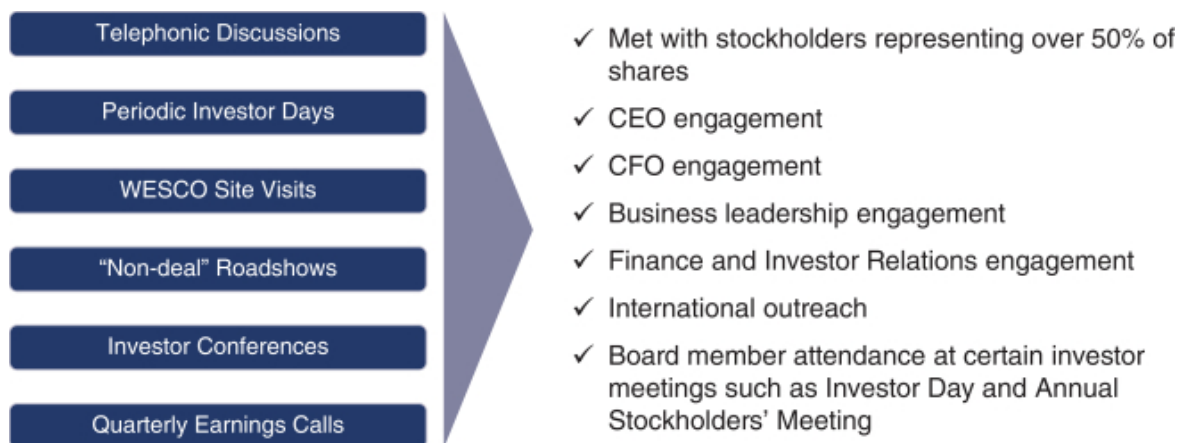 Telephonic Discussions
Periodic Investor Days
WESCO Site Visits
“Non-deal” Roadshows
Investor Conferences
Quarterly Earnings Calls
✓ Met with stockholders representing over 50% of
shares
✓ CEO engagement
✓ CFO engagement
✓ Business leadership engagement
✓ Finance and Investor Relations engagement
✓ International outreach
✓ Board member attendance at certain investor
meetings such as Investor Day and Annual
Stockholders’ Meeting